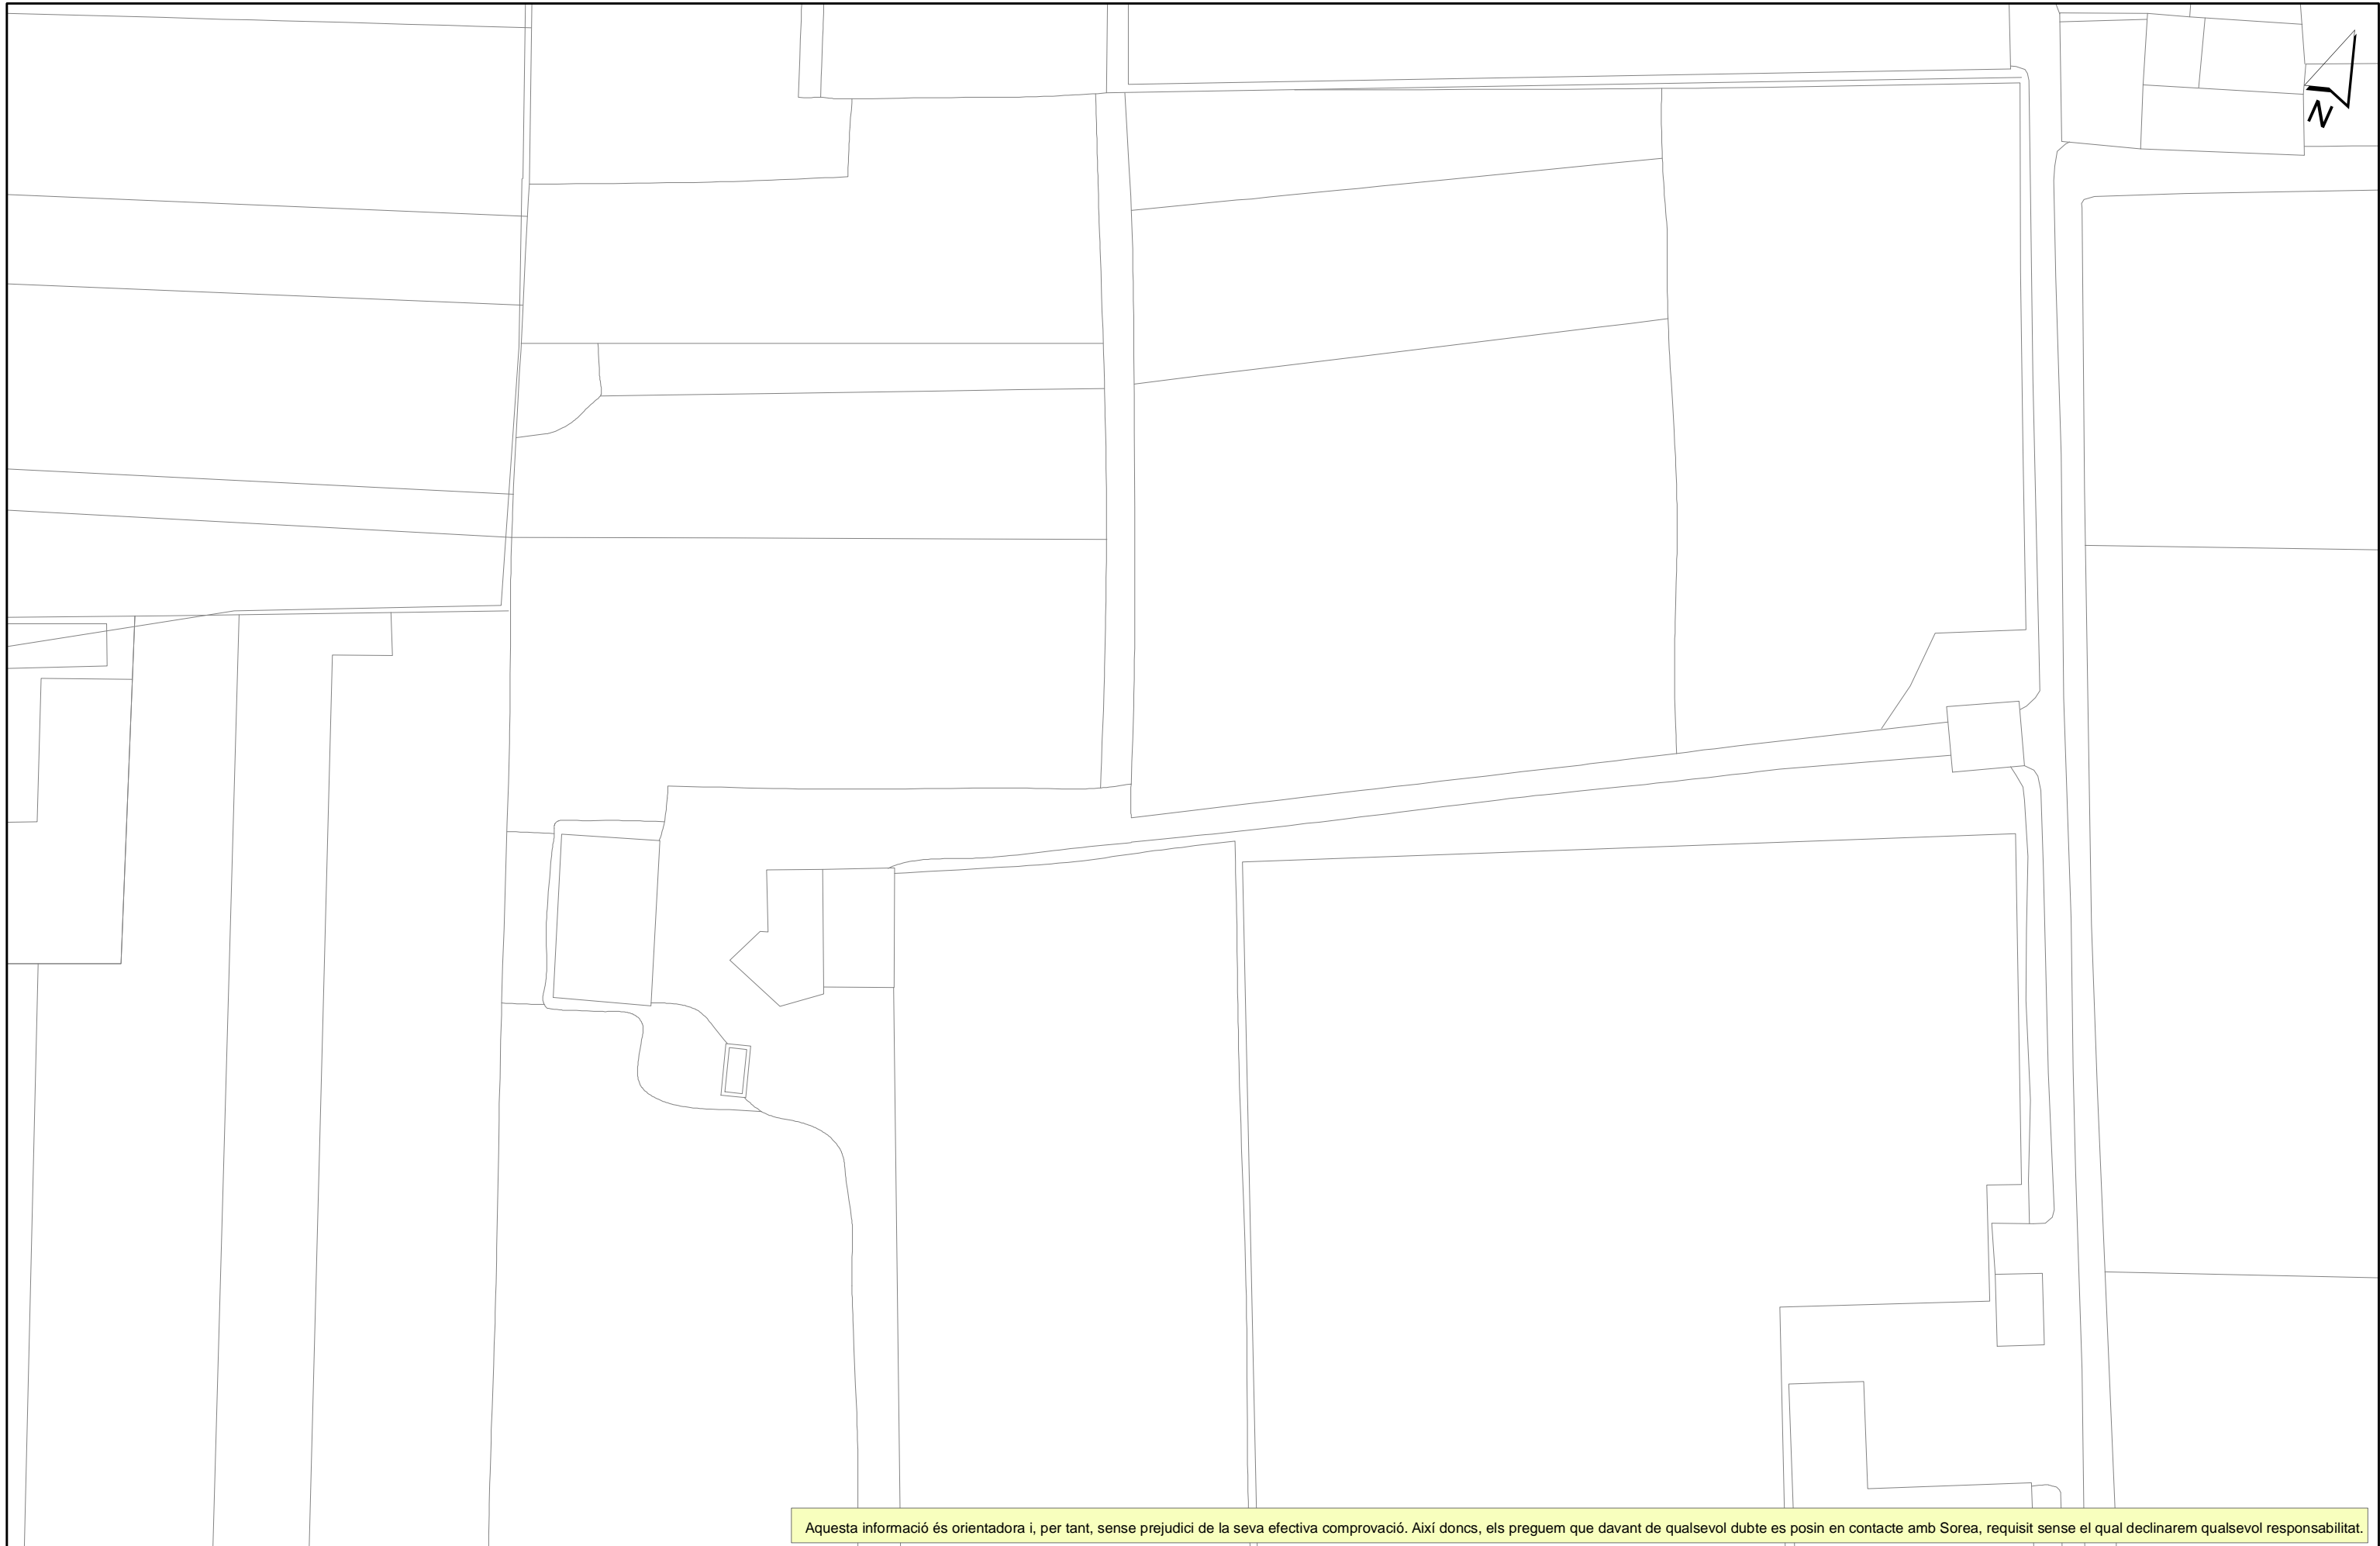 N
Aquesta informació és orientadora i, per tant, sense prejudici de la seva efectiva comprovació. Així doncs, els preguem que davant de qualsevol dubte es posin en contacte amb Sorea, requisit sense el qual declinarem qualsevol responsabilitat.